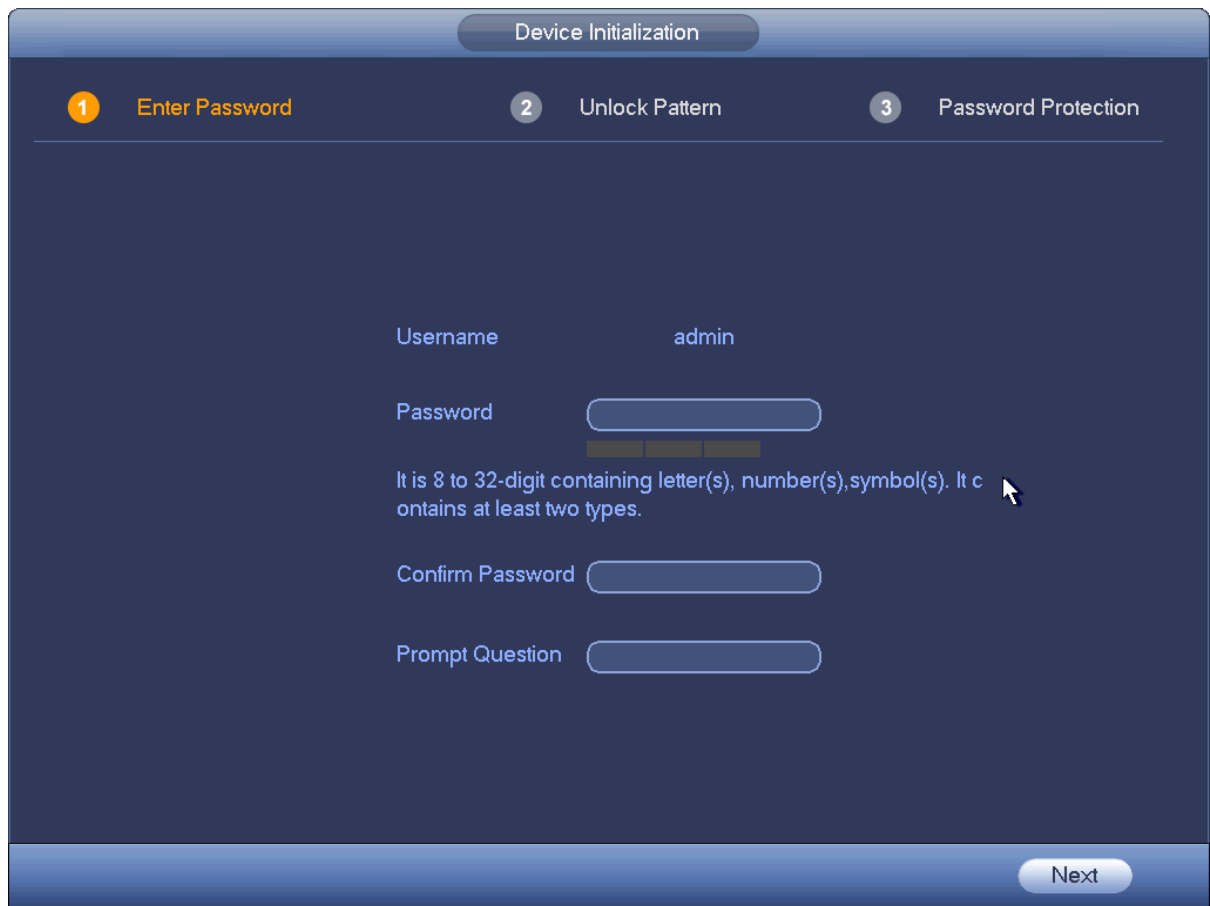 Device Initialization
1 Enter Password 2 Unlock Pattern 3 Password Protection
Username admin
Password
It is 8 to 32-digit containing letter(s), number(s),symbol(s). It c
ontains at least two types.
Confirm Password
Prompt Question
Next